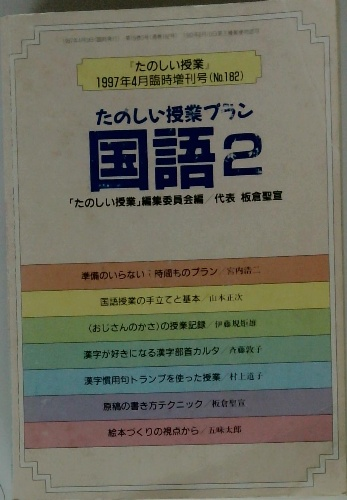 『たのしい授業』
1997年4月臨時増刊号(No.182)
たのしい授業プラン
国語2
「たのしい授業」編集委員会編／代表 板倉聖宣
準備のいらない 時間ものプラン／宮内浩二
国語授業の手立てと基本／山本正次
〈おじさんのかさ〉の授業記録／伊藤
漢字が好きになる漢字部首カルタ／斉藤敦子
漢字慣用句トランプを使った授業／村上道子
原稿の書き方テクニック／板倉聖宣
絵本づくりの視点から／五味太郎